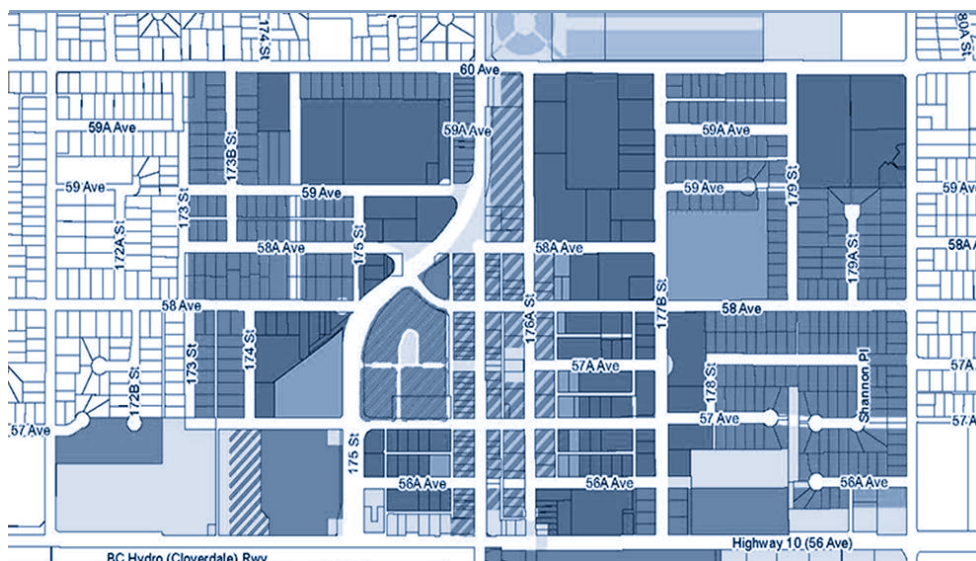 174 St
80A St
60 Ave
59A Ave
59A Ave
59A Ave
173B St
59 Ave
59 Ave
59 Ave
59 Ave
173 St
179 St
172A St
175 St
58A Ave
58A Ave
58A A
179A St
58 Ave
58 Ave
176A St
177B St
173 St
174 St
57A Ave
57A
172B St
178 St
Shannon Pl
57 Ave
57 Ave
57 A
175 St
56A Ave
56A Ave
56A Ave
Highway 10 (56 Ave)
BC Hydro (Cloverdale) Rwy